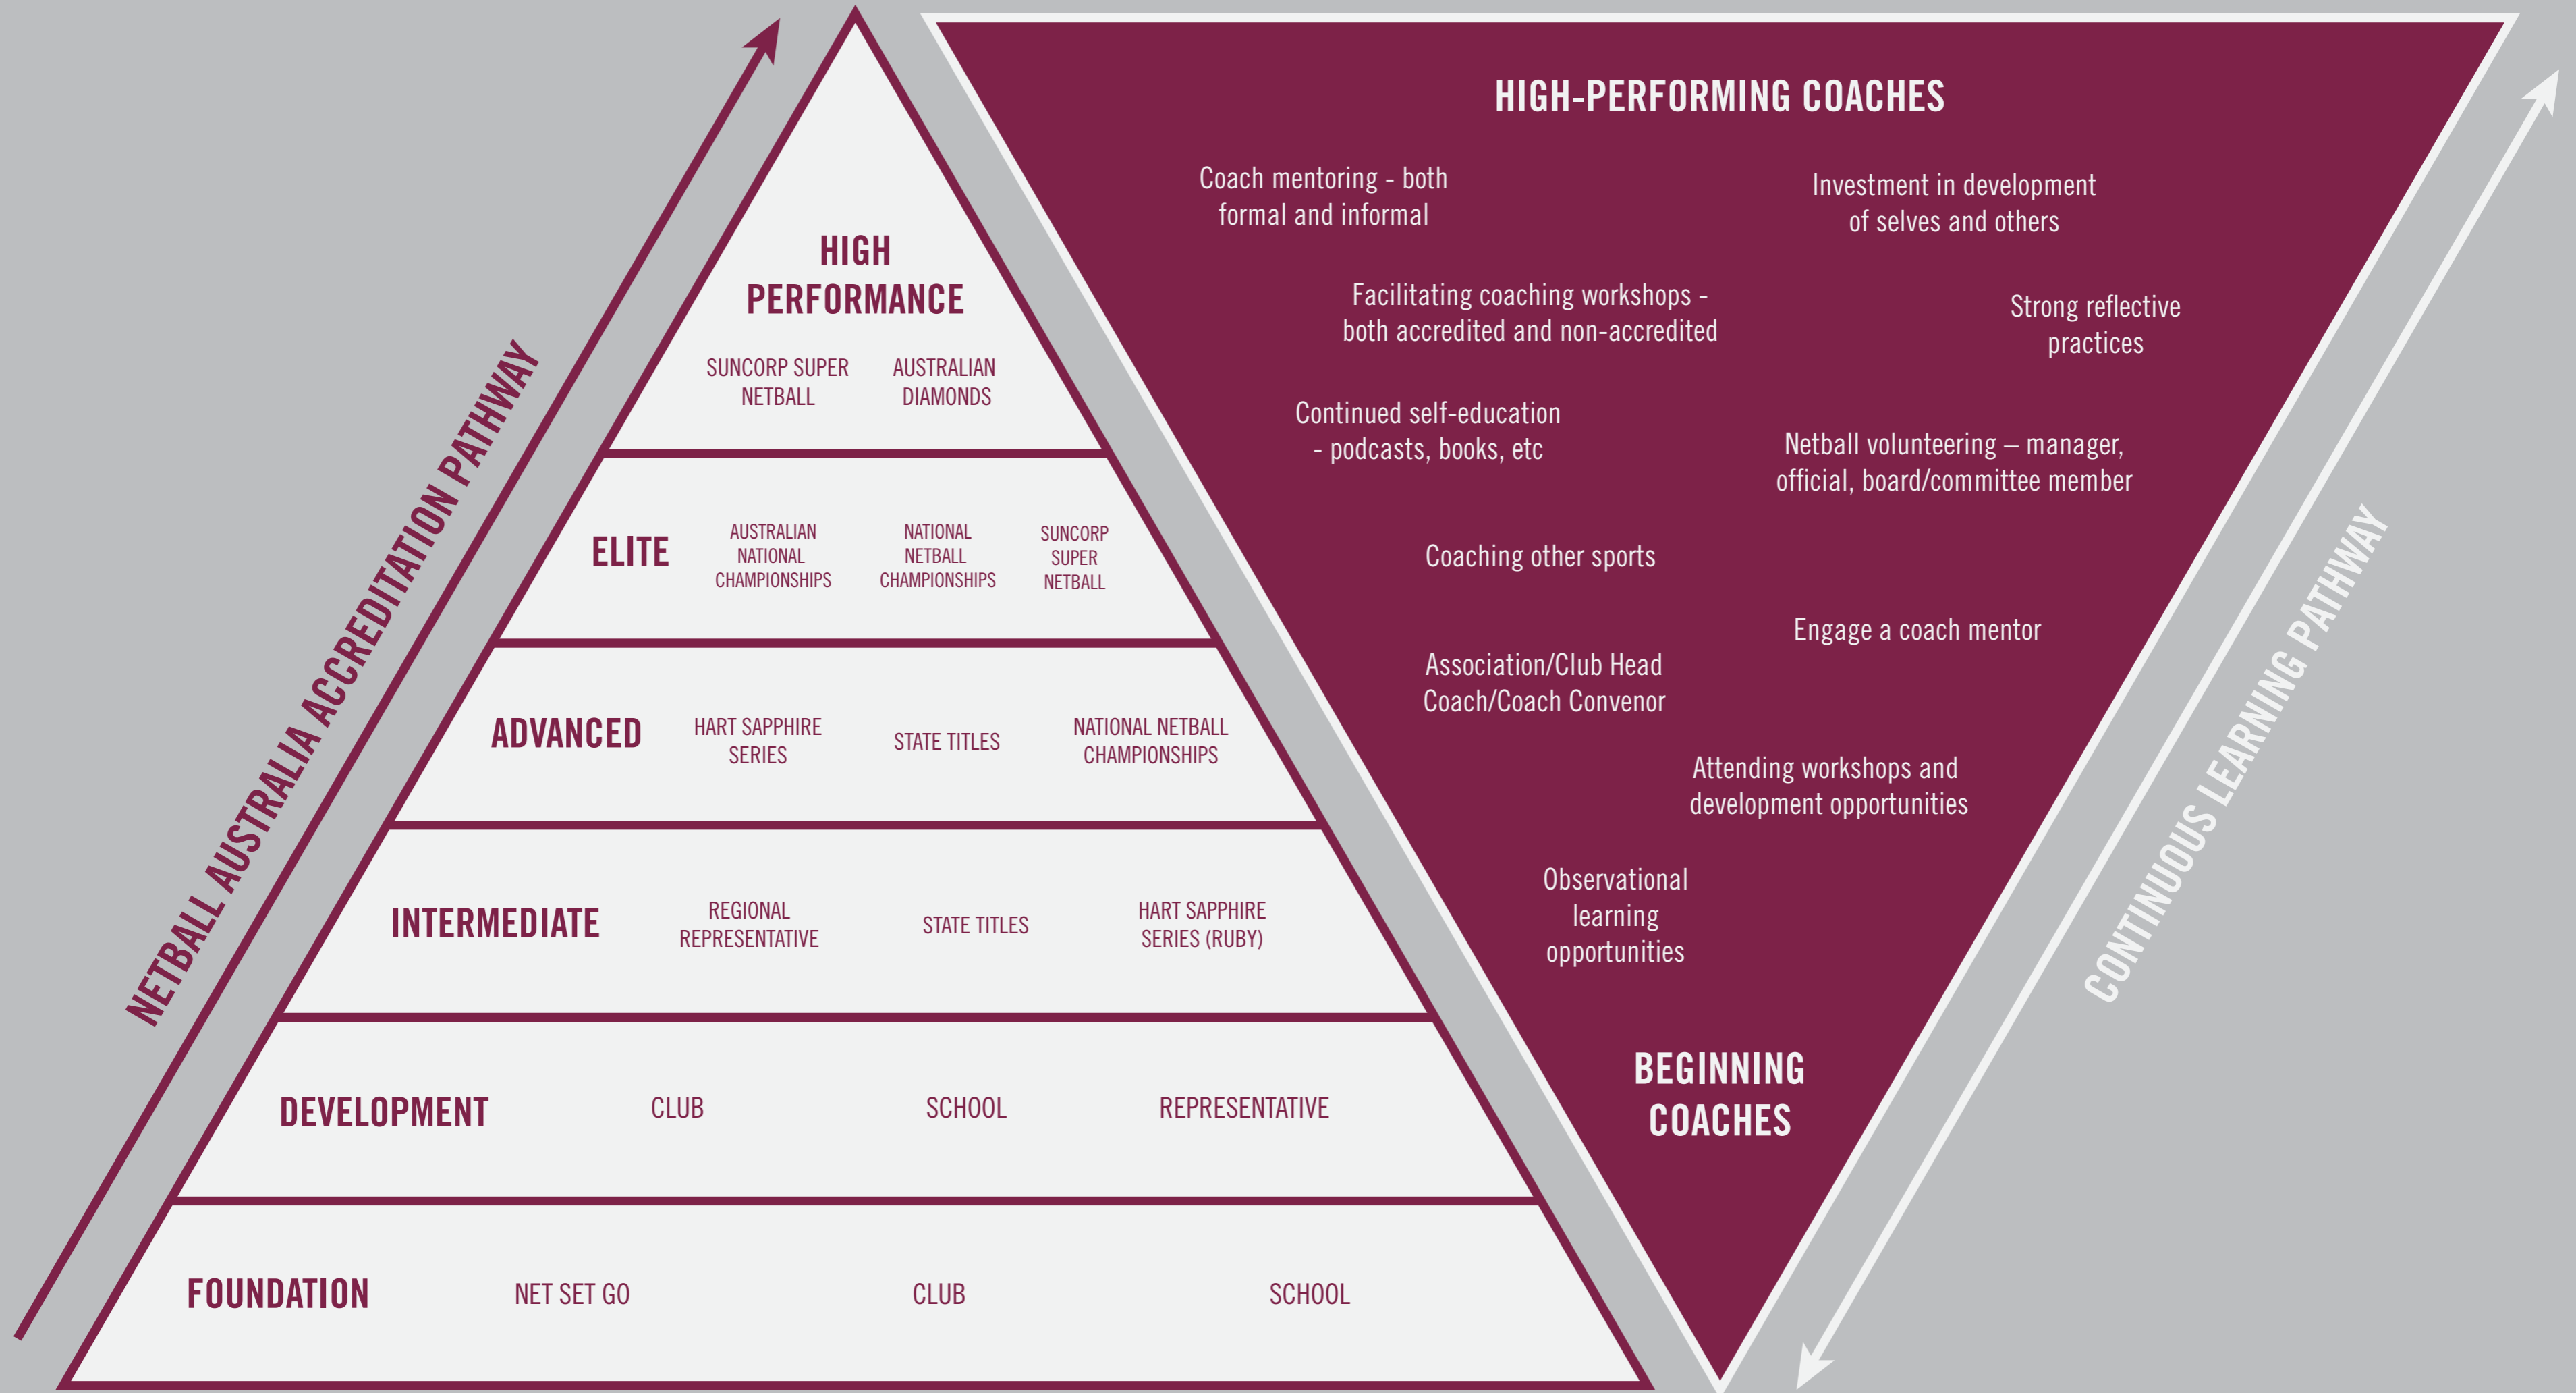 NETBALL AUSTRALIA ACCREDITATION PATHWAY
HIGH
PERFORMANCE
SUNCORP SUPER
NETBALL
AUSTRALIAN
DIAMONDS
ELITE
AUSTRALIAN
NATIONAL
CHAMPIONSHIPS
NATIONAL
NETBALL
CHAMPIONSHIPS
SUNCORP
SUPER
NETBALL
ADVANCED
HART SAPPHIRE
SERIES
STATE TITLES
NATIONAL NETBALL
CHAMPIONSHIPS
INTERMEDIATE
REGIONAL
REPRESENTATIVE
STATE TITLES
HART SAPPHIRE
SERIES (RUBY)
DEVELOPMENT
CLUB
SCHOOL
REPRESENTATIVE
FOUNDATION
NET SET GO
CLUB
SCHOOL
HIGH-PERFORMING COACHES
Coach mentoring - both
formal and informal
Investment in development
of selves and others
Facilitating coaching workshops -
both accredited and non-accredited
Strong reflective
practices
Continued self-education
- podcasts, books, etc
Netball volunteering – manager,
official, board/committee member
Coaching other sports
Engage a coach mentor
Association/Club Head
Coach/Coach Convenor
Attending workshops and
development opportunities
Observational
learning
opportunities
BEGINNING
COACHES
CONTINUOUS LEARNING PATHWAY